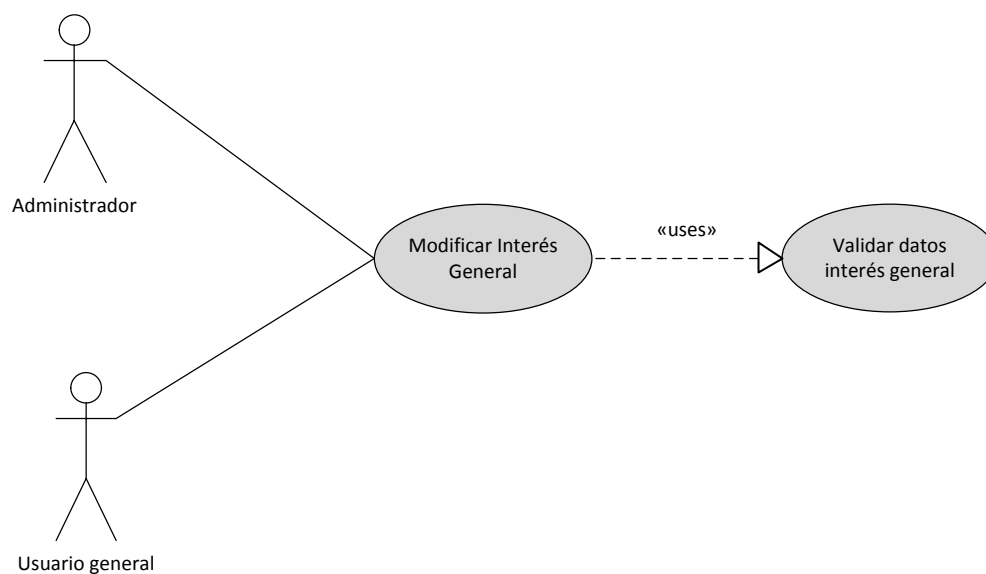 Administrador
Modificar Interés
General
«uses»
Validar datos
interés general
Usuario general